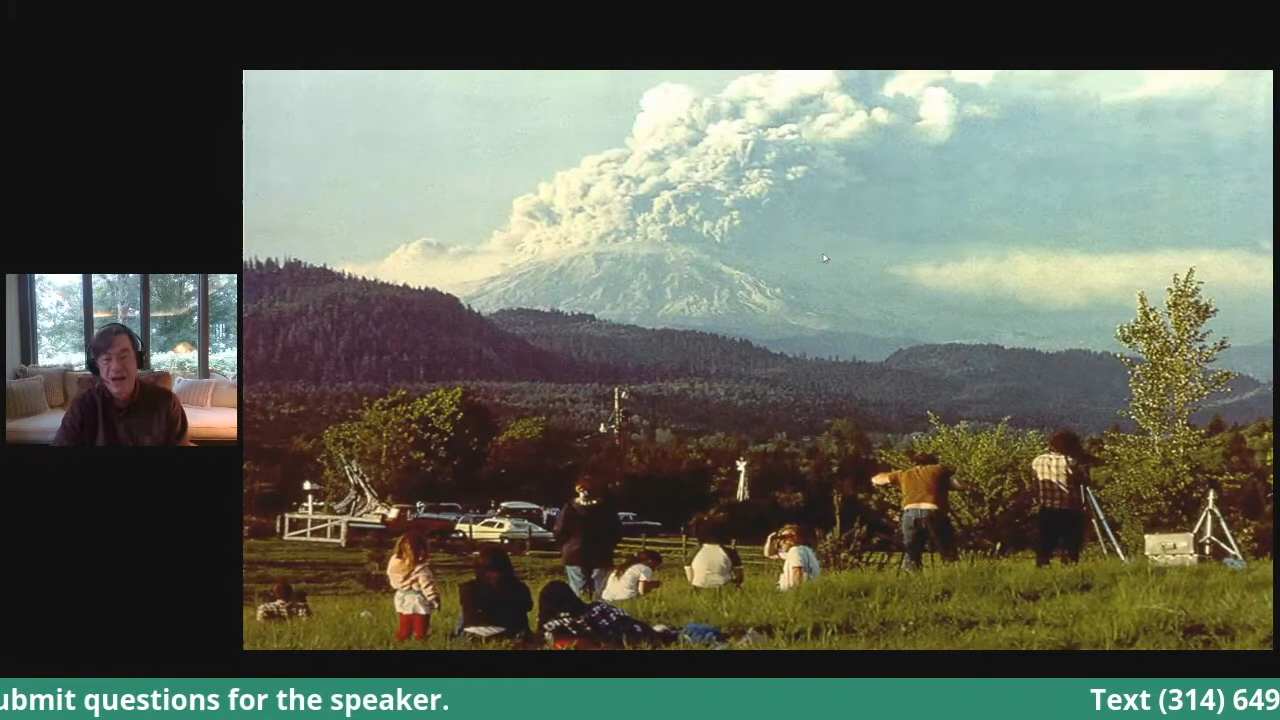 ubmit questions for the speaker.
Text (314) 649